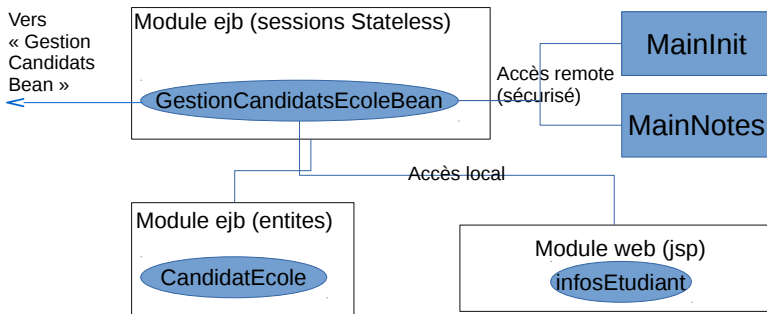 Vers
« Gestion
Candidats
Bean »
Module ejb (sessions Stateless)
GestionCandidatsEcoleBean
Accès remote
(sécurisé)
MainInit
MainNotes
Accès local
Module ejb (entites)
CandidatEcole
Module web (jsp)
infosEtudiant